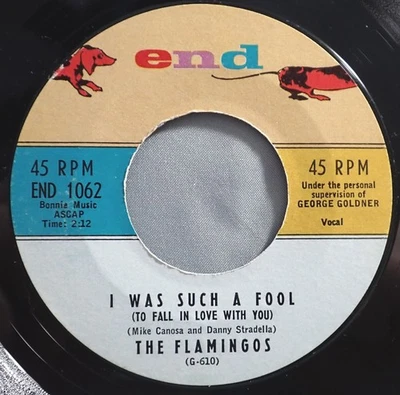 end
45 RPM
END 1062
Bonnie Music
ASCAP
Time: 2:12
45 RPM
Under the personal
supervision of
GEORGE GOLDNER
Vocal
I WAS SUCH A FOOL
(TO FALL IN LOVE WITH YOU)
(Mike Canosa and Danny Stradella)
THE FLAMINGOS
(G-610)